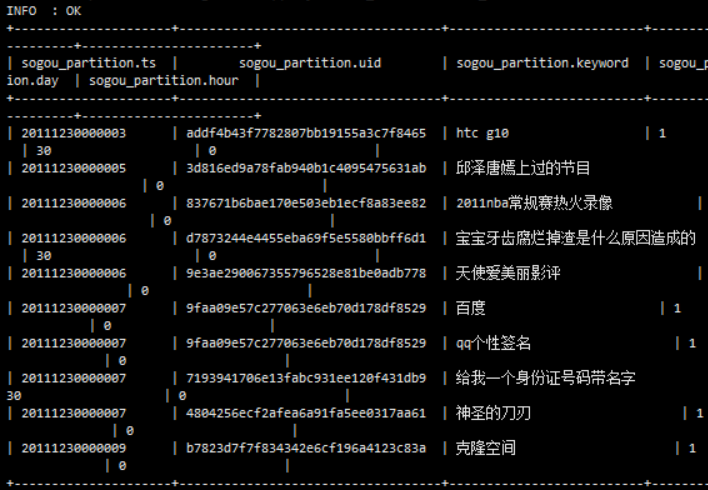 INFO  : OK
+----------------------+-----------------------------------+--------------------------+--------
---------+----------------------+
| sogou_partition.ts  |        sogou_partition.uid        | sogou_partition.keyword  | sogou_p
ion.day  | sogou_partition.hour  |
+----------------------+-----------------------------------+--------------------------+--------
---------+----------------------+
| 20111230000003      | addf4b43f7782807bb19155a3c7f8465  | htc g10                  | 1
  | 30                   | 0                     |
| 20111230000005      | 3d816ed9a78fab940b1c4095475631ab  | 邱泽唐嫣上过的节目
                  | 0                     |
| 20111230000006      | 837671b6bae170e503eb1ecf8a83ee82  | 2011nba常规赛热火录像           |
                   | 0                     |
| 20111230000006      | d7873244e4455eba69f5e5580bbff6d1  | 宝宝牙齿腐烂掉渣是什么原因造成的
  | 30                   | 0                     |
| 20111230000006      | 9e3ae290067355796528e81be0adb778  | 天使爱美丽影评                  |
                | 0                     |
| 20111230000007      | 9faa09e57c277063e6eb70d178df8529  | 百度                       | 1
           | 0                     |
| 20111230000007      | 9faa09e57c277063e6eb70d178df8529  | qq个性签名                   | 1
             | 0                     |
| 20111230000007      | 7193941706e13fabc931ee120f431db9  | 给我一个身份证号码带名字
30                   | 0                     |
| 20111230000007      | 4804256ecf2afea6a91fa5ee0317aa61  | 神圣的刀刃                    | 1
              | 0                     |
| 20111230000009      | b7823d7f7f834342e6cf196a4123c83a  | 克隆空间                     | 1
             | 0                     |
+----------------------+-----------------------------------+--------------------------+--------